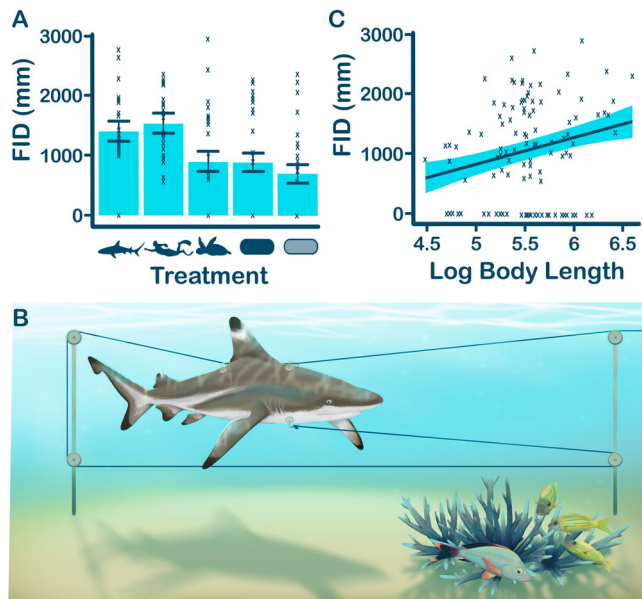 A
3000
2000
1000
0
FID (mm)
Treatment
C
3000
2000
1000
0
FID (mm)
4.5 5 5.5 6 6.5
Log Body Length
B